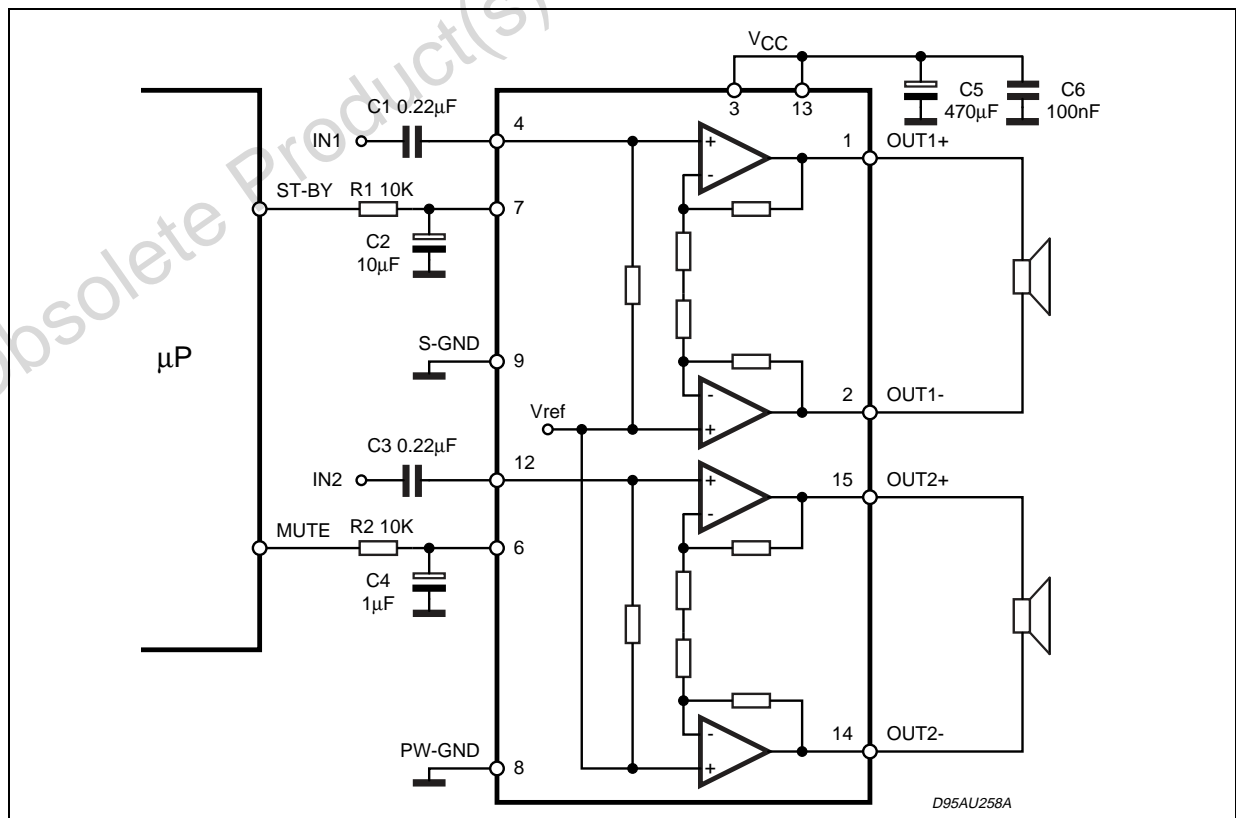 Obsolete Product(s)
VCC
3
13
C5
470µF
C6
100nF
C1 0.22µF
IN1
4
1
OUT1+
ST-BY
R1 10K
7
C2
10µF
+
-
S-GND
9
µP
-
+
2
OUT1-
Vref
C3 0.22µF
IN2
12
15
OUT2+
+
-
MUTE
R2 10K
6
C4
1µF
PW-GND
8
-
+
14
OUT2-
D95AU258A